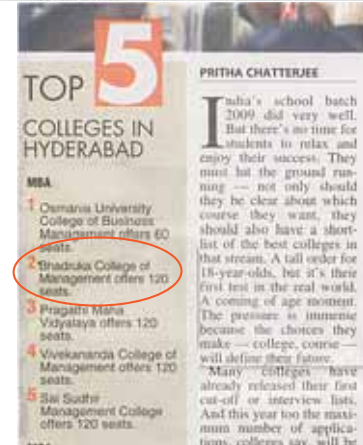 TOP 5
COLLEGES IN
HYDERABAD
MBA
1 Osmania University
College of Business
Management offers 60
seats.
2 Bhadruka College of
Management offers 120
seats.
3 Pragathi Maha
Vidyalaya offers 120
seats.
4 Vivekananda College of
Management offers 120
seats.
5 Sai Sudhir
Management College
offers 120 seats.
PRITHA CHATTERJEE
India's school batch
2009 did very well.
But there's no time for
students to relax and
enjoy their success. They
must hit the ground run-
ning — not only should
they be clear about which
course they want, they
should also have a short-
list of the best colleges in
that stream. A tall order for
18-year-olds, but it's their
first test in the real world.
A coming of age moment.
The pressure is immense
because the choices they
make — college, course —
will define their future.
Many colleges have
already released their first
cut-off or interview lists.
And this year too the maxi-
mum number of applica-
tions, colleges say, will be